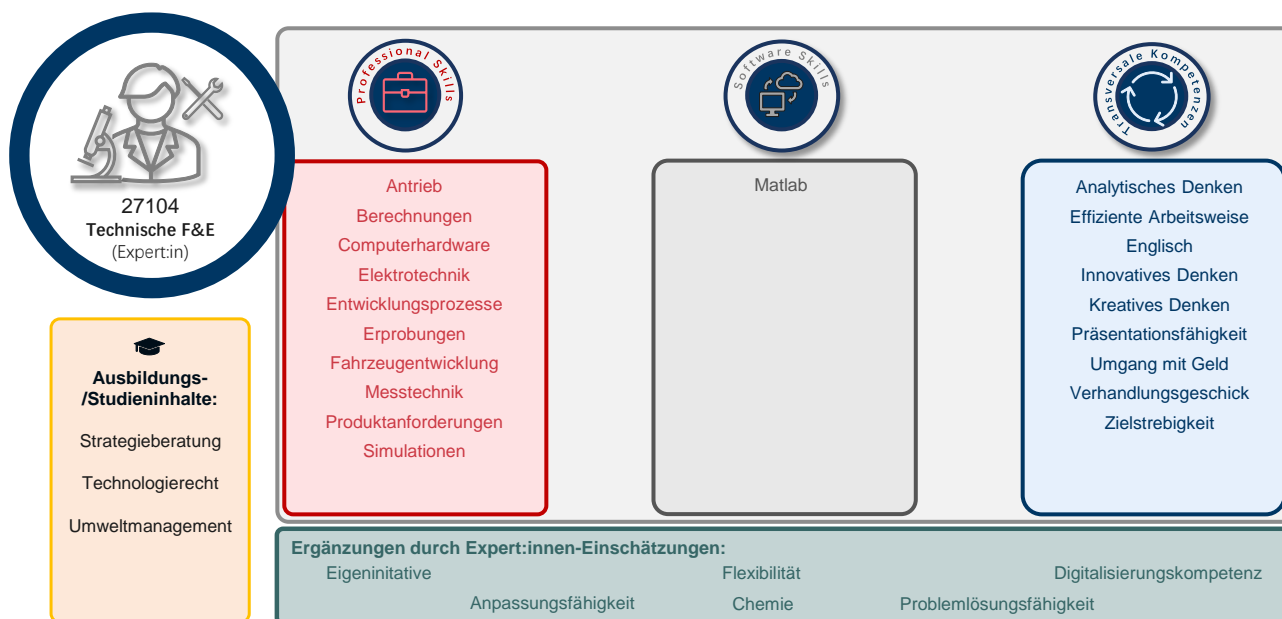 27104
Technische F&E
(Expert:in)
Ausbildungs-
/Studieninhalte:
Strategieberatung
Technologierecht
Umweltmanagement
Professional Skills
Antrieb
Berechnungen
Computerhardware
Elektrotechnik
Entwicklungsprozesse
Erprobungen
Fahrzeugentwicklung
Messtechnik
Produktanforderungen
Simulationen
Software Skills
Matlab
Transversale Kompetenzen
Analytisches Denken
Effiziente Arbeitsweise
Englisch
Innovatives Denken
Kreatives Denken
Präsentationsfähigkeit
Umgang mit Geld
Verhandlungsgeschick
Zielstrebigkeit
Ergänzungen durch Expert:innen-Einschätzungen:
Eigeninitative Flexibilität Digitalisierungskompetenz
Anpassungsfähigkeit Chemie Problemlösungsfähigkeit